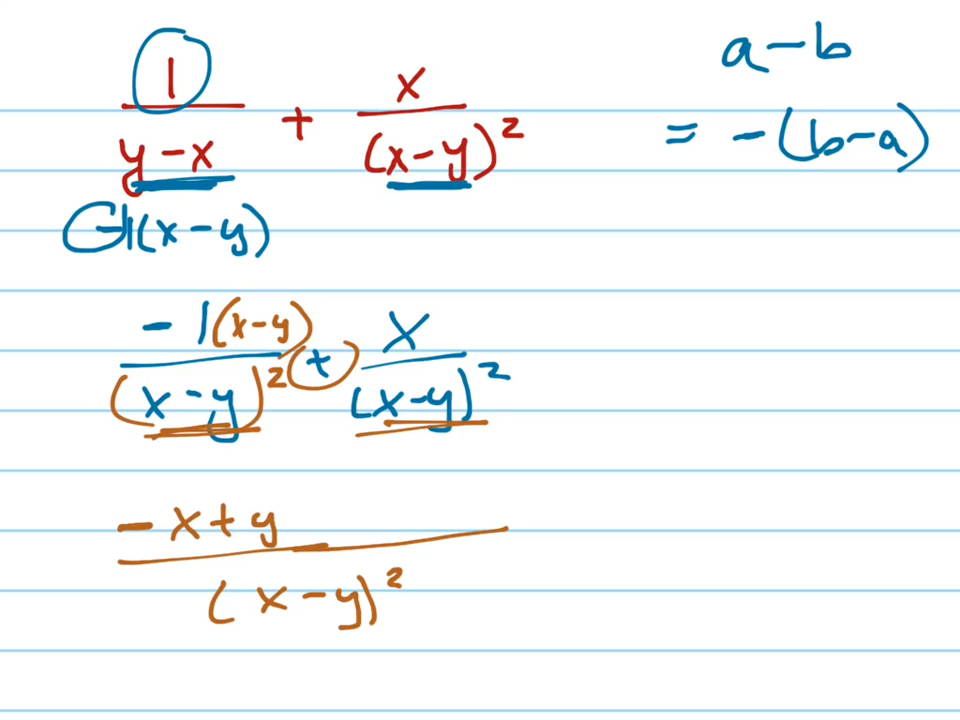 1/(y-x) + x/(x-y)²
-1(x-y)
a-b
= -(b-a)
-1(x-y)/(x-y)² + x/(x-y)²
-x+y/(x-y)²